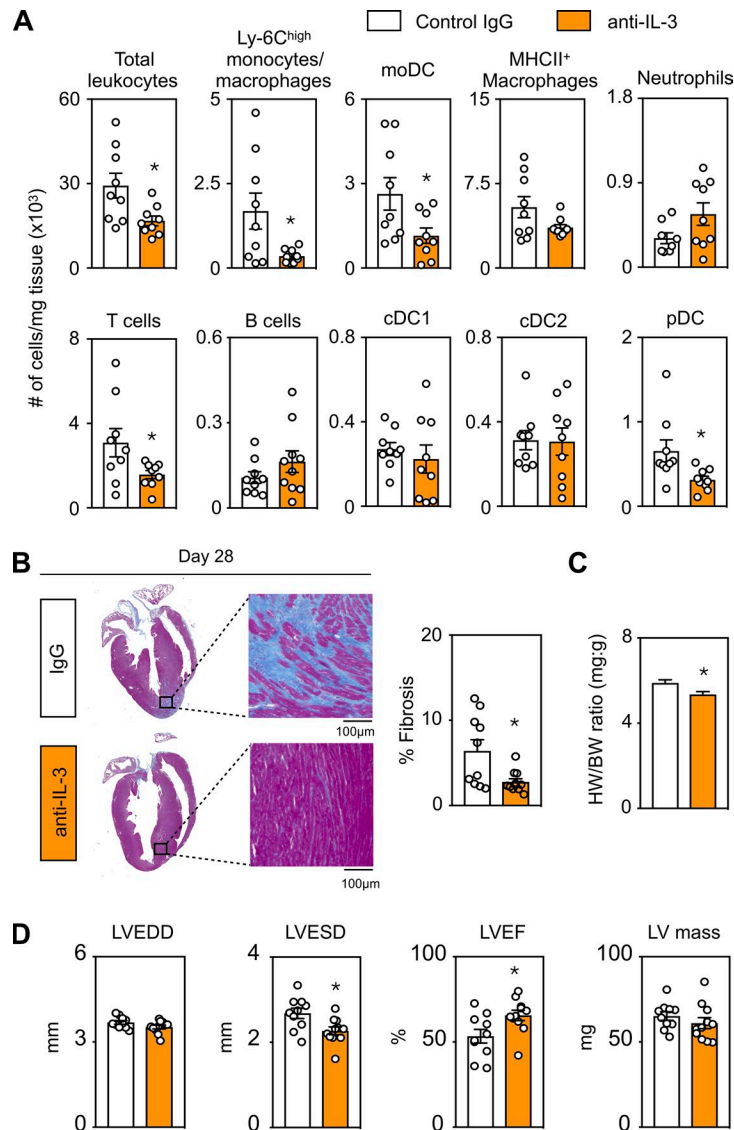 A
Control IgG
anti-IL-3
Total
leukocytes
Ly-6Chigh
monocytes/
macrophages
moDC
MHCII+
Macrophages
Neutrophils
# of cells/mg tissue (x10³)
60
30
0
*
5
2.5
0
*
6
3
0
*
15
7.5
0
1.8
0.9
0
T cells
B cells
cDC1
cDC2
pDC
8
4
0
*
0.6
0.3
0
0.8
0.4
0
0.8
0.4
0
2
1
0
*
B
Day 28
IgG
100µm
anti-IL-3
100µm
% Fibrosis
20
10
0
*
C
HW/BW ratio (mg:g)
8
6
0
*
D
LVEDD
LVESD
LVEF
LV mass
mm
6
3
0
mm
4
2
0
*
%
100
50
0
*
mg
100
50
0